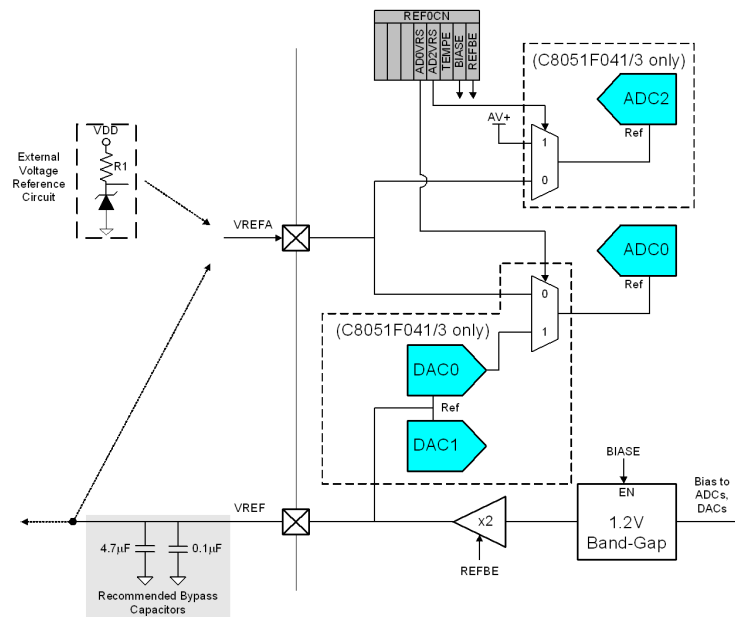 REF0CN
AD0VRS
AD2VRS
TEMPE
BIASE
REFBE
(C8051F041/3 only)
ADC2
Ref
AV+
1
0
VDD
R1
External
Voltage
Reference
Circuit
VREFA
ADC0
Ref
0
1
(C8051F041/3 only)
DAC0
Ref
DAC1
BIASE
EN
1.2V
Band-Gap
Bias to
ADCs,
DACs
VREF
x2
REFBE
4.7µF
0.1µF
Recommended Bypass
Capacitors